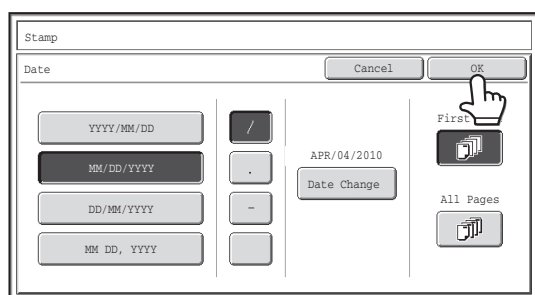 Stamp
Date
Cancel
OK
YYYY/MM/DD
MM/DD/YYYY
DD/MM/YYYY
MM DD, YYYY
/
.
-
APR/04/2010
Date Change
First
All Pages